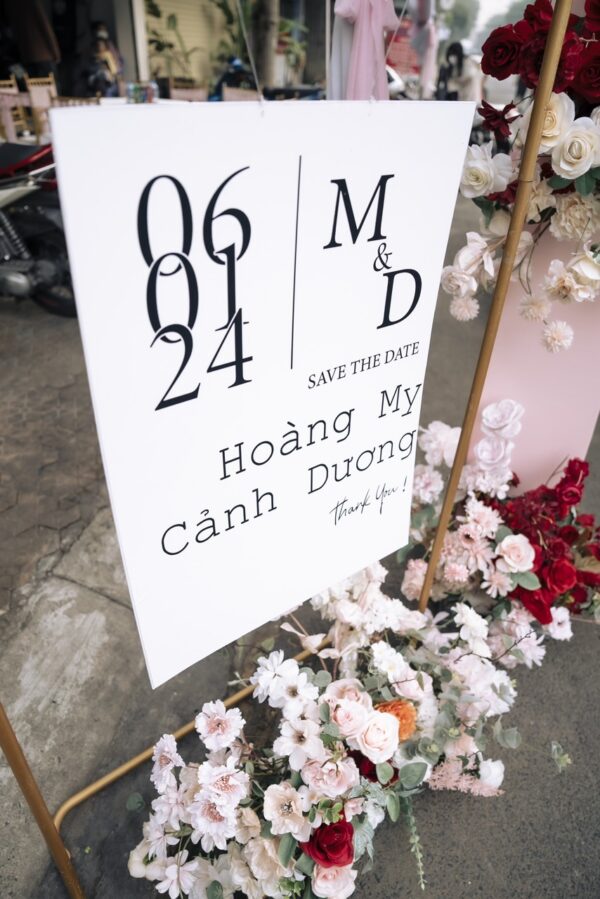 06
01
24
M
&
D
SAVE THE DATE
Hoàng My
Cảnh Dương
Thank You!